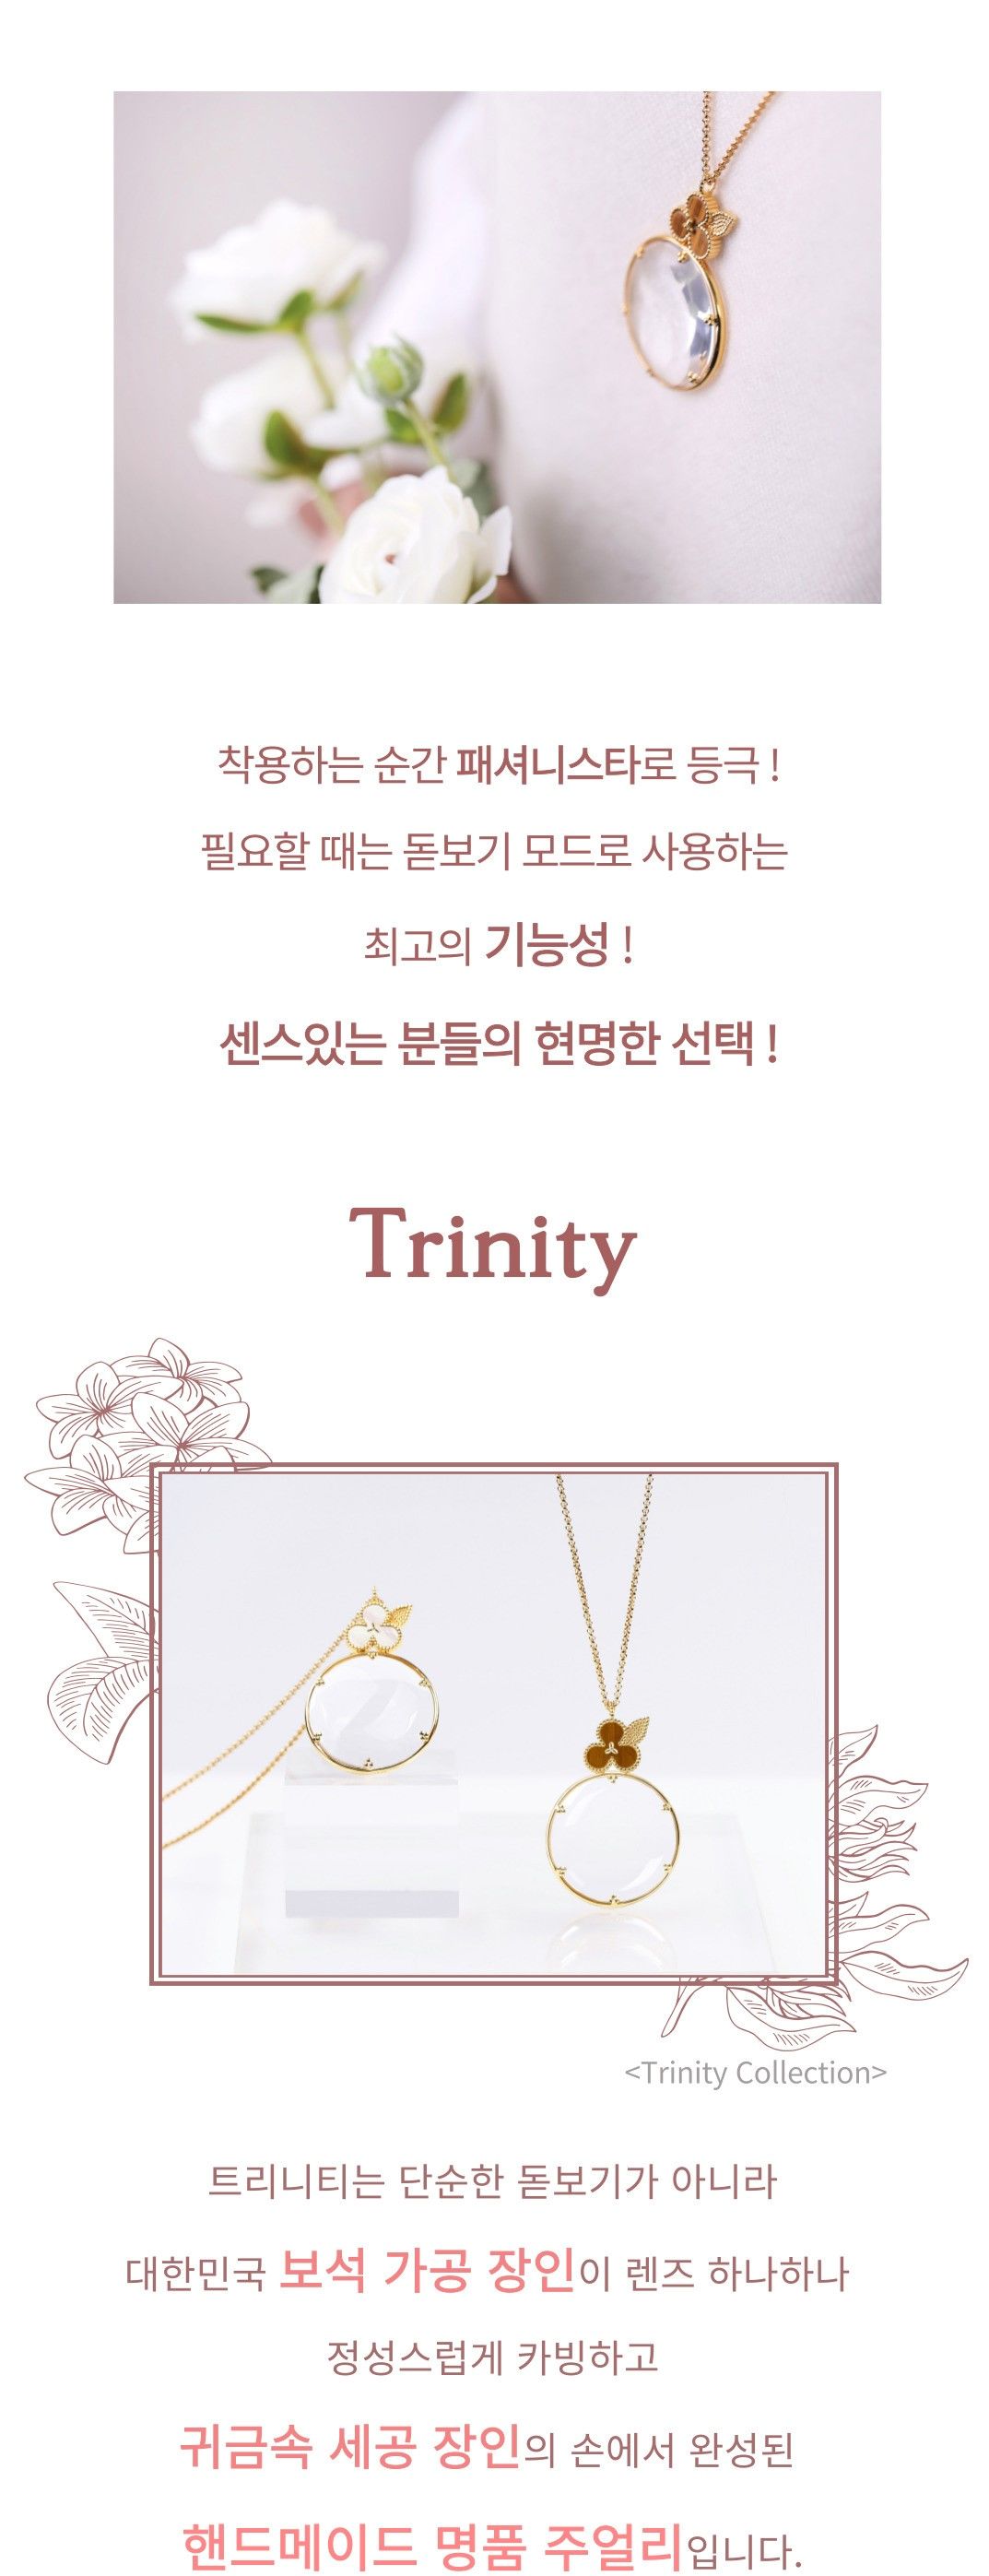 착용하는 순간 패셔니스타로 등극 !
필요할 때는 돋보기 모드로 사용하는
최고의 기능성 !
센스있는 분들의 현명한 선택 !
Trinity
<Trinity Collection>
트리니티는 단순한 돋보기가 아니라
대한민국 보석 가공 장인이 렌즈 하나하나
정성스럽게 카빙하고
귀금속 세공 장인의 손에서 완성된
핸드메이드 명품 주얼리입니다.